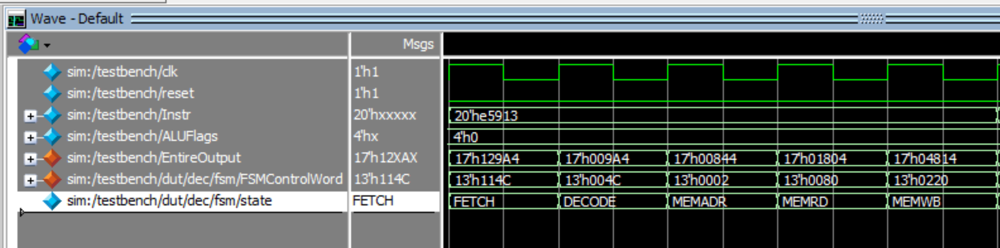 Wave - Default
Msgs
sim:/testbench/clk 1'h1
sim:/testbench/reset 1'h1
sim:/testbench/Instr 20'hxxxxx 20'he5913
sim:/testbench/ALUFlags 4'hx 4'h0
sim:/testbench/EntireOutput 17'h12XAX 17'h129A4 17'h009A4 17'h00844 17'h01804 17'h04814
sim:/testbench/dut/dec/fsm/FSMControlWord 13'h114C 13'h114C 13'h004C 13'h0002 13'h0080 13'h0220
sim:/testbench/dut/dec/fsm/state FETCH FETCH DECODE MEMADR MEMRD MEMWB